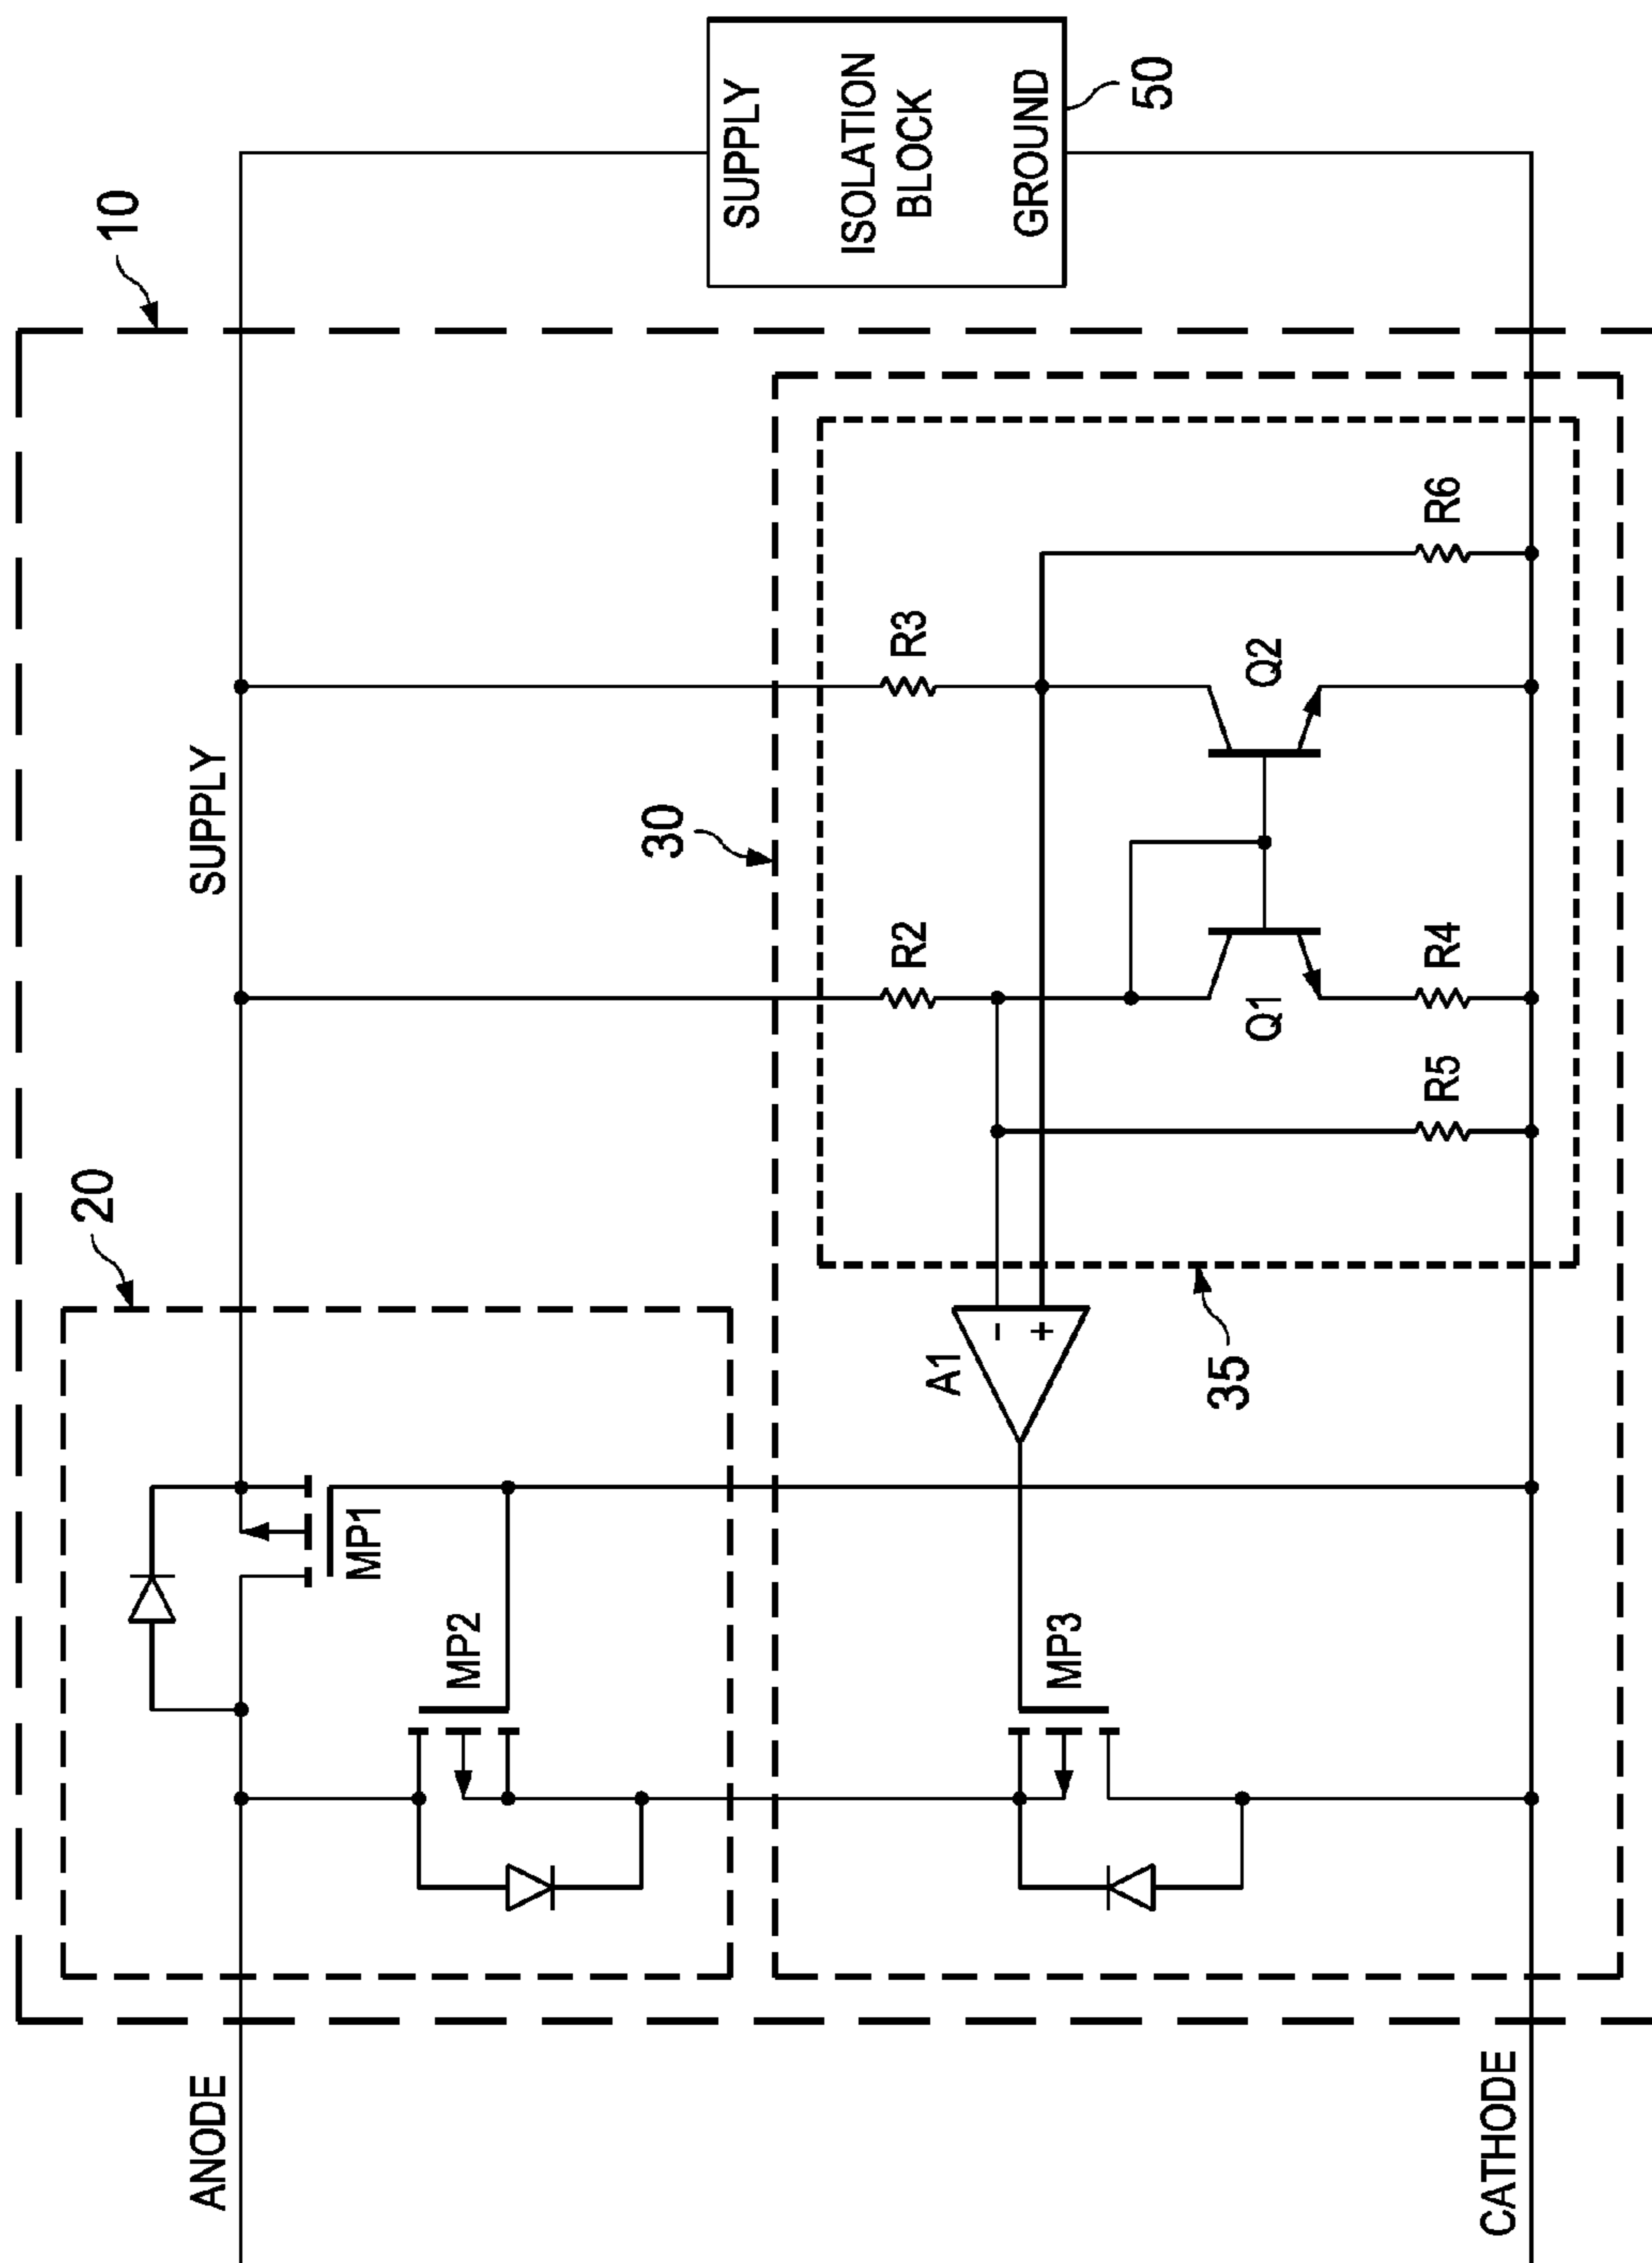 10
20
SUPPLY
SUPPLY
ISOLATION
BLOCK
GROUND
50
ANODE
MP1
MP2
30
R2
R3
A1
-
+
MP3
Q1
Q2
35
R5
R4
R6
CATHODE